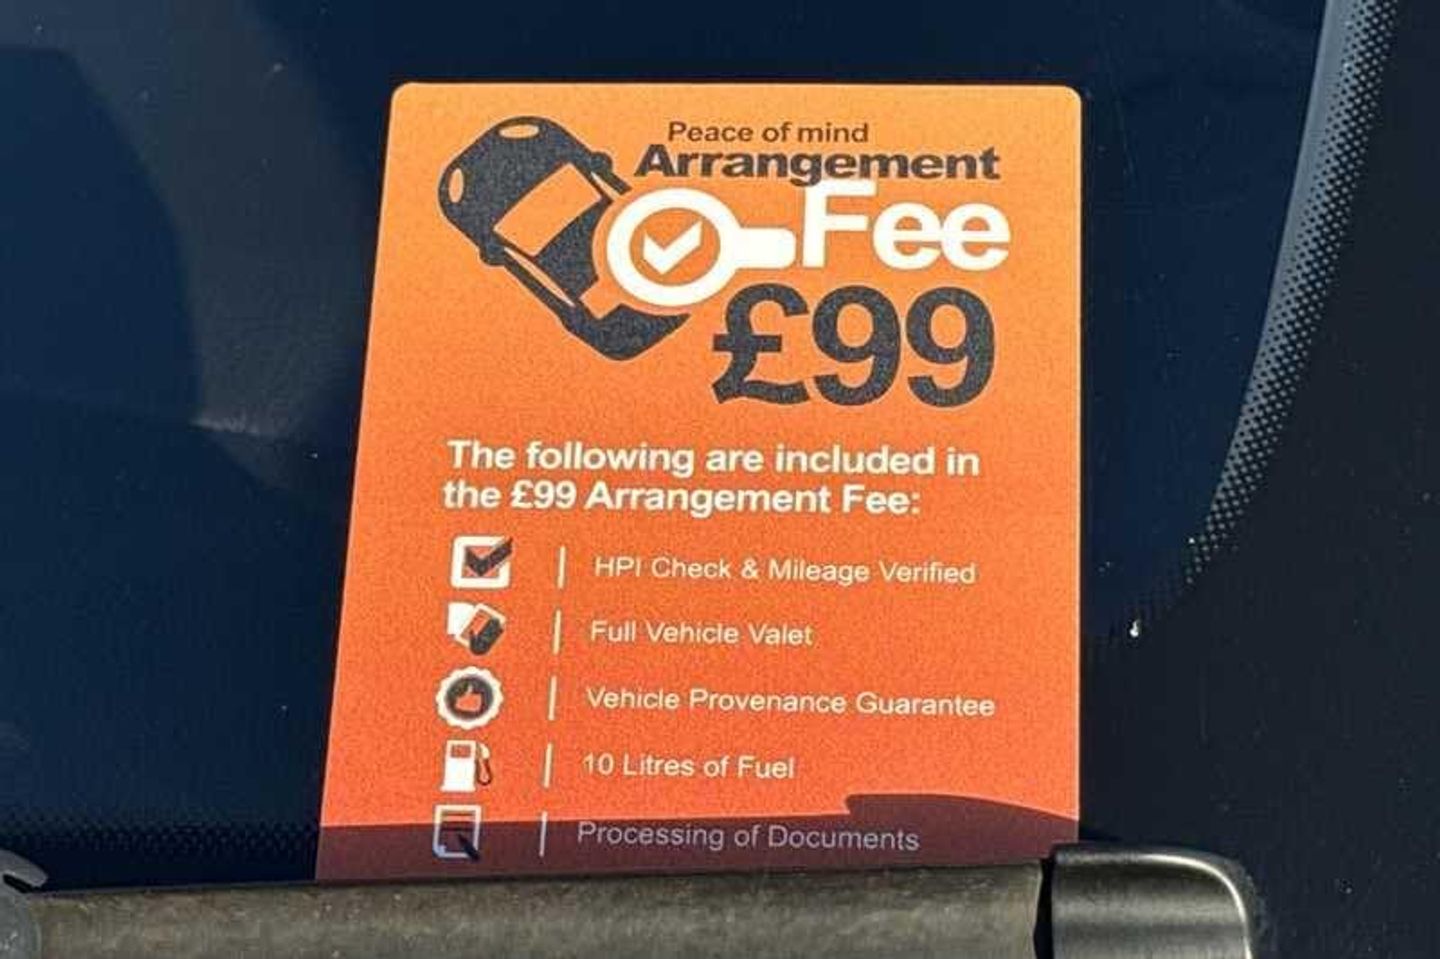 Peace of mind
Arrangement
Fee
£99
The following are included in
the £99 Arrangement Fee:
HPI Check & Mileage Verified
Full Vehicle Valet
Vehicle Provenance Guarantee
10 Litres of Fuel
Processing of Documents